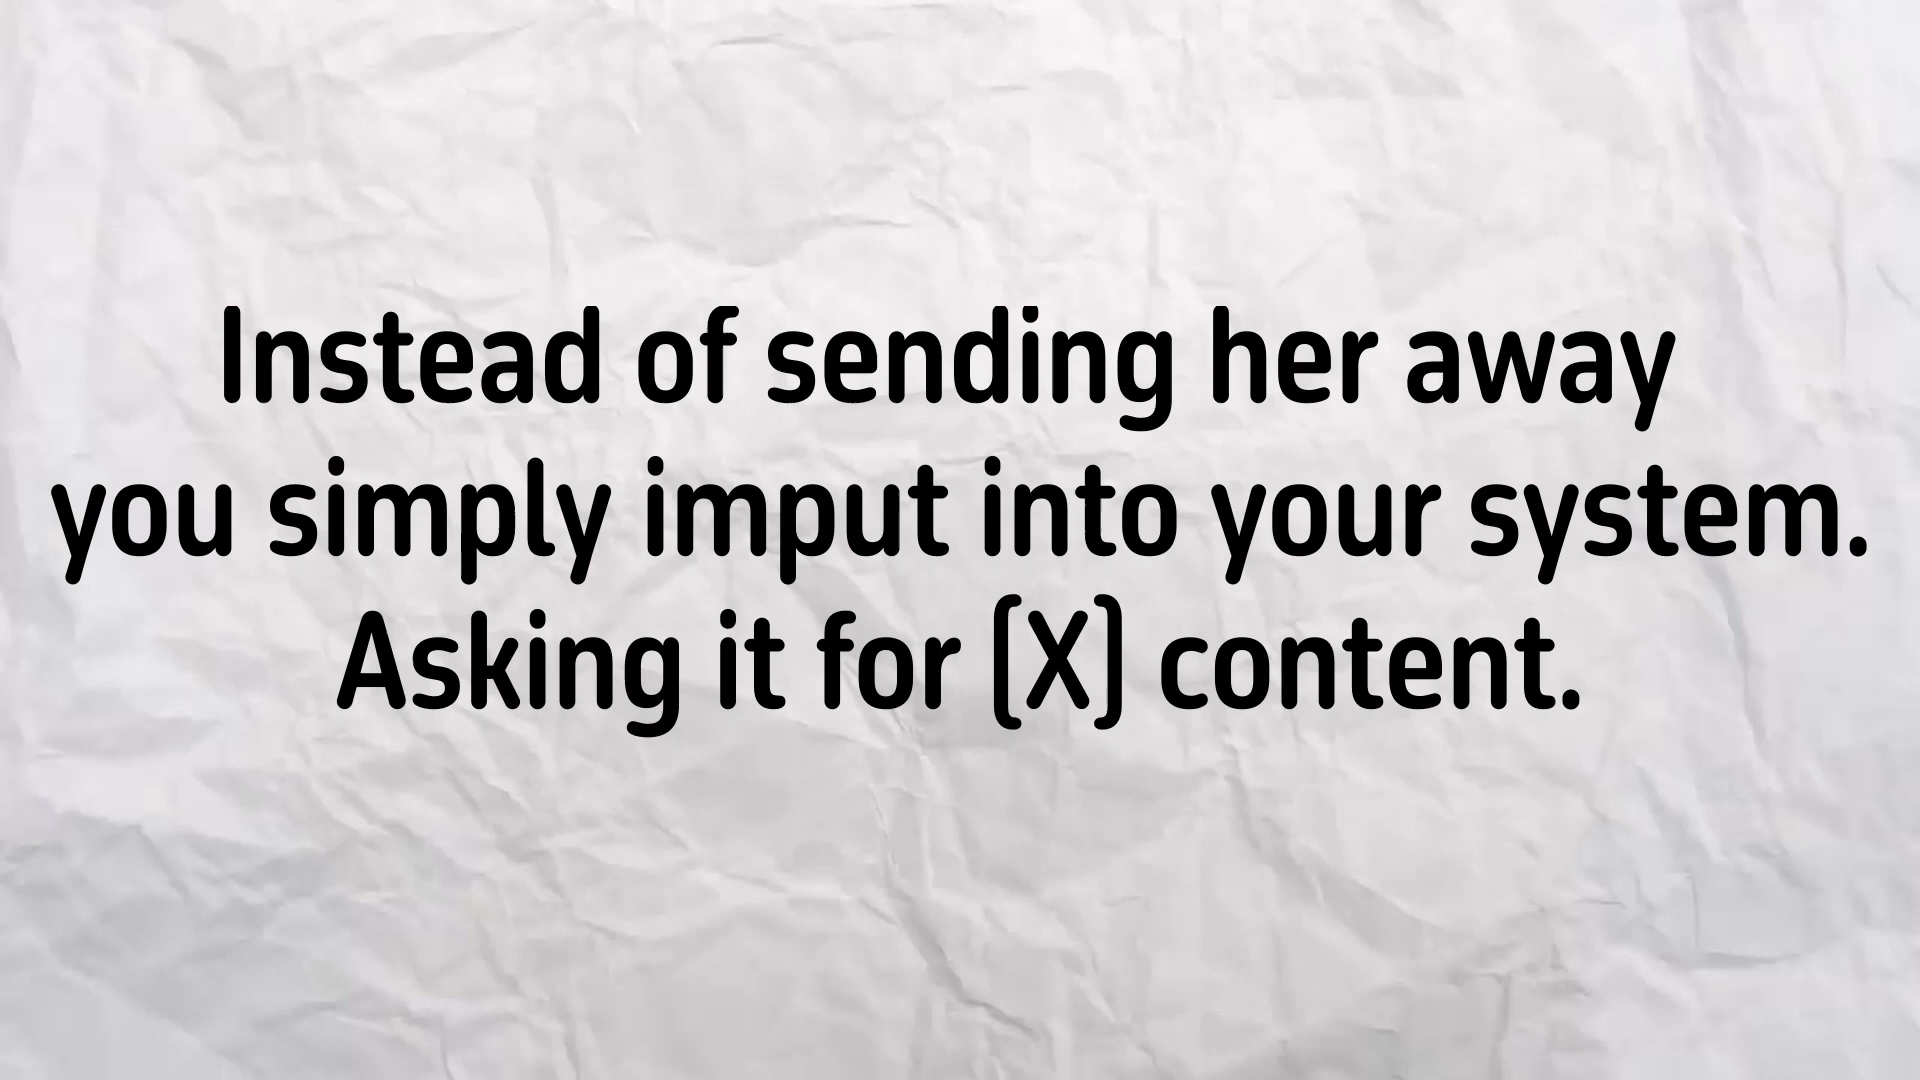 Instead of sending her away
you simply imput into your system.
Asking it for (X) content.